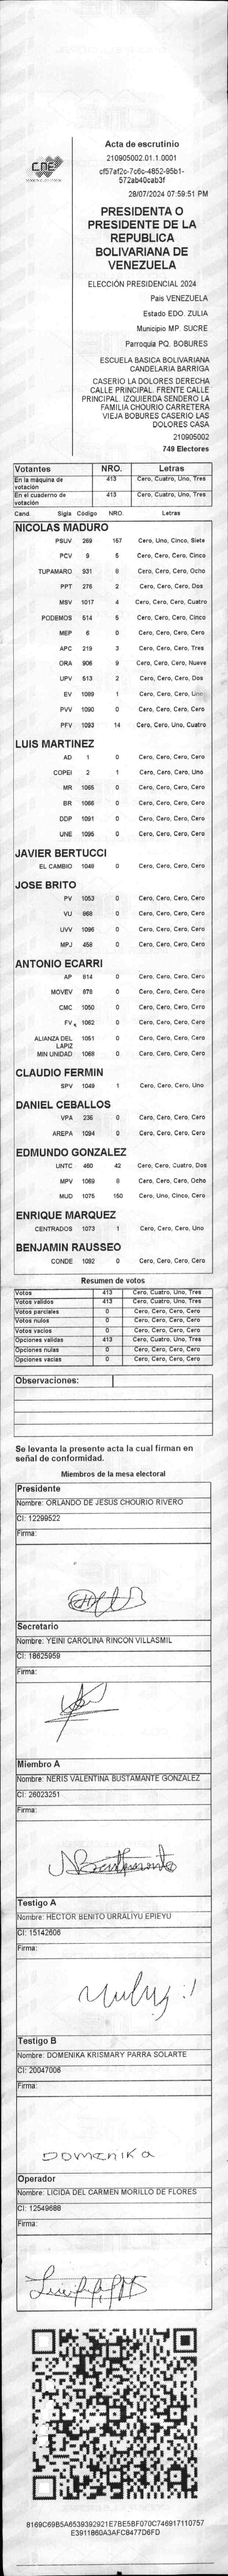 CNE
Acta de escrutinio
210905002.01.1.0001
cf57af2c-7c6c-4852-95b1-
572ab40cab3f
28/07/2024 07:59:51 PM
PRESIDENTA O
PRESIDENTE DE LA
REPUBLICA
BOLIVARIANA DE
VENEZUELA
ELECCIÓN PRESIDENCIAL 2024
Pais VENEZUELA
Estado EDO. ZULIA
Municipio MP. SUCRE
Parroquia PQ. BOBURES
ESCUELA BASICA BOLIVARIANA
CANDELARIA BARRIGA
CASERIO LA DOLORES DERECHA
CALLE PRINCIPAL. FRENTE CALLE
PRINCIPAL. IZQUIERDA SENDERO LA
FAMILIA CHOURIO CARRETERA
VIEJA BOBURES CASERIO LAS
DOLORES CASA
210905002
749 Electores
Votantes NRO. Letras
En la máquina de votación 413 Cero, Cuatro, Uno, Tres
En el cuaderno de votación 413 Cero, Cuatro, Uno, Tres
Cand. Sigla Código NRO. Letras
NICOLAS MADURO
PSUV 269 157 Cero, Uno, Cinco, Siete
PCV 9 5 Cero, Cero, Cero, Cinco
TUPAMARO 931 8 Cero, Cero, Cero, Ocho
PPT 276 2 Cero, Cero, Cero, Dos
MSV 1017 4 Cero, Cero, Cero, Cuatro
PODEMOS 514 5 Cero, Cero, Cero, Cinco
MEP 6 0 Cero, Cero, Cero, Cero
APC 219 3 Cero, Cero, Cero, Tres
ORA 906 9 Cero, Cero, Cero, Nueve
UPV 513 2 Cero, Cero, Cero, Dos
EV 1089 1 Cero, Cero, Cero, Uno
PVV 1090 0 Cero, Cero, Cero, Cero
PFV 1093 14 Cero, Cero, Uno, Cuatro
LUIS MARTINEZ
AD 1 0 Cero, Cero, Cero, Cero
COPEI 2 1 Cero, Cero, Cero, Uno
MR 1065 0 Cero, Cero, Cero, Cero
BR 1066 0 Cero, Cero, Cero, Cero
DDP 1091 0 Cero, Cero, Cero, Cero
UNE 1095 0 Cero, Cero, Cero, Cero
JAVIER BERTUCCI
EL CAMBIO 1048 0 Cero, Cero, Cero, Cero
JOSE BRITO
PV 1053 0 Cero, Cero, Cero, Cero
VU 868 0 Cero, Cero, Cero, Cero
UVV 1096 0 Cero, Cero, Cero, Cero
MPJ 458 0 Cero, Cero, Cero, Cero
ANTONIO ECARRI
AP 814 0 Cero, Cero, Cero, Cero
MOVEV 878 0 Cero, Cero, Cero, Cero
CMC 1050 0 Cero, Cero, Cero, Cero
FV 1062 0 Cero, Cero, Cero, Cero
ALIANZA DEL LAPIZ 1051 0 Cero, Cero, Cero, Cero
MIN UNIDAD 1068 0 Cero, Cero, Cero, Cero
CLAUDIO FERMIN
SPV 1049 1 Cero, Cero, Cero, Uno
DANIEL CEBALLOS
VPA 236 0 Cero, Cero, Cero, Cero
AREPA 1094 0 Cero, Cero, Cero, Cero
EDMUNDO GONZALEZ
UNTC 460 42 Cero, Cero, Cuatro, Dos
MPV 1069 8 Cero, Cero, Cero, Ocho
MUD 1075 150 Cero, Uno, Cinco, Cero
ENRIQUE MARQUEZ
CENTRADOS 1073 1 Cero, Cero, Cero, Uno
BENJAMIN RAUSSEO
CONDE 1092 0 Cero, Cero, Cero, Cero
Resumen de votos
Votos 413 Cero, Cuatro, Uno, Tres
Votos validos 413 Cero, Cuatro, Uno, Tres
Votos parciales 0 Cero, Cero, Cero, Cero
Votos nulos 0 Cero, Cero, Cero, Cero
Votos vacios 0 Cero, Cero, Cero, Cero
Opciones validas 413 Cero, Cuatro, Uno, Tres
Opciones nulas 0 Cero, Cero, Cero, Cero
Opciones vacias 0 Cero, Cero, Cero, Cero
Observaciones:
Se levanta la presente acta la cual firman en
señal de conformidad.
Miembros de la mesa electoral
Presidente
Nombre: ORLANDO DE JESUS CHOURIO RIVERO
CI: 12299522
Firma:
Secretario
Nombre: YEINI CAROLINA RINCON VILLASMIL
CI: 18625959
Firma:
Miembro A
Nombre: NERIS VALENTINA BUSTAMANTE GONZALEZ
CI: 26023251
Firma:
Testigo A
Nombre: HECTOR BENITO URRALIYU EPIEYU
CI: 15142606
Firma:
Testigo B
Nombre: DOMENIKA KRISMARY PARRA SOLARTE
CI: 20047006
Firma:
DOMENIKA
Operador
Nombre: LICIDA DEL CARMEN MORILLO DE FLORES
CI: 12549688
Firma:
8169C69B5A6539392921E7BE5BF070C746917110757
E3911860A3AFC8477D6FD